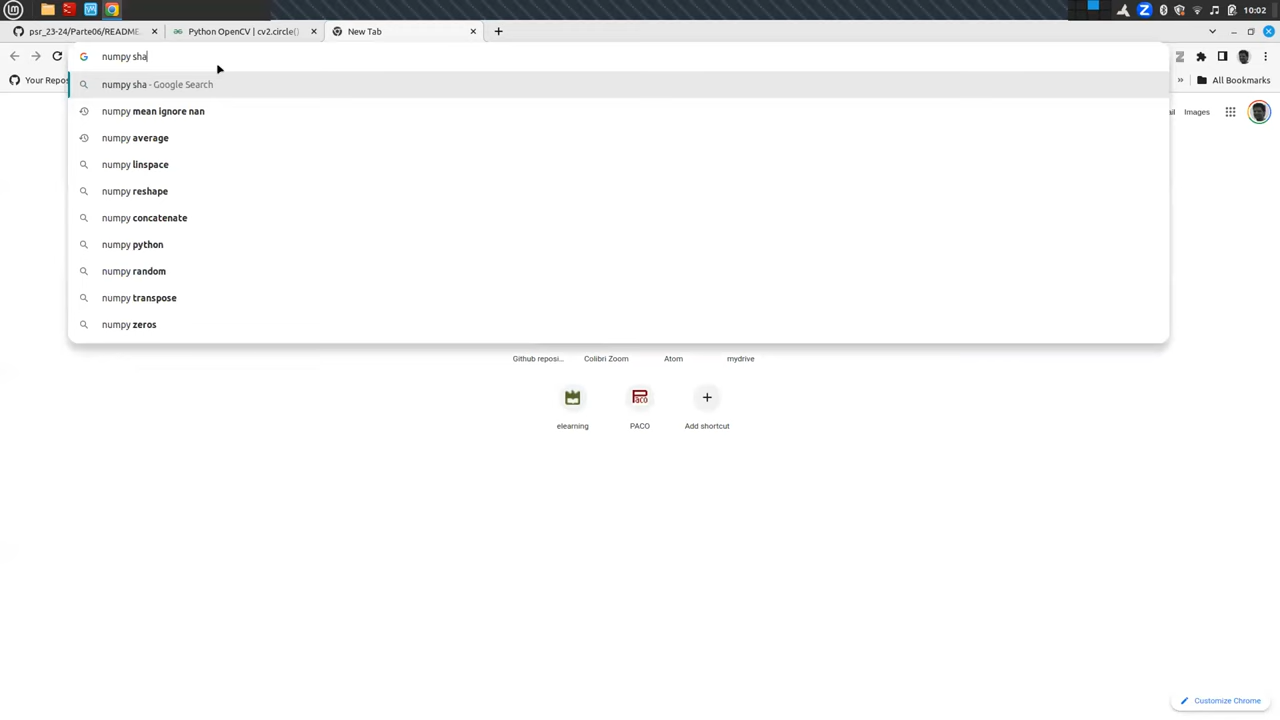 10:02
psr_23-24/Parte06/README.
Python OpenCV | cv2.circle()
New Tab
numpy sha
Your Repos
» All Bookmarks
numpy sha - Google Search
numpy mean ignore nan
Images
numpy average
numpy linspace
numpy reshape
numpy concatenate
numpy python
numpy random
numpy transpose
numpy zeros
Github reposi...
Colibri Zoom
Atom
mydrive
Paco
elearning
PACO
Add shortcut
Customize Chrome